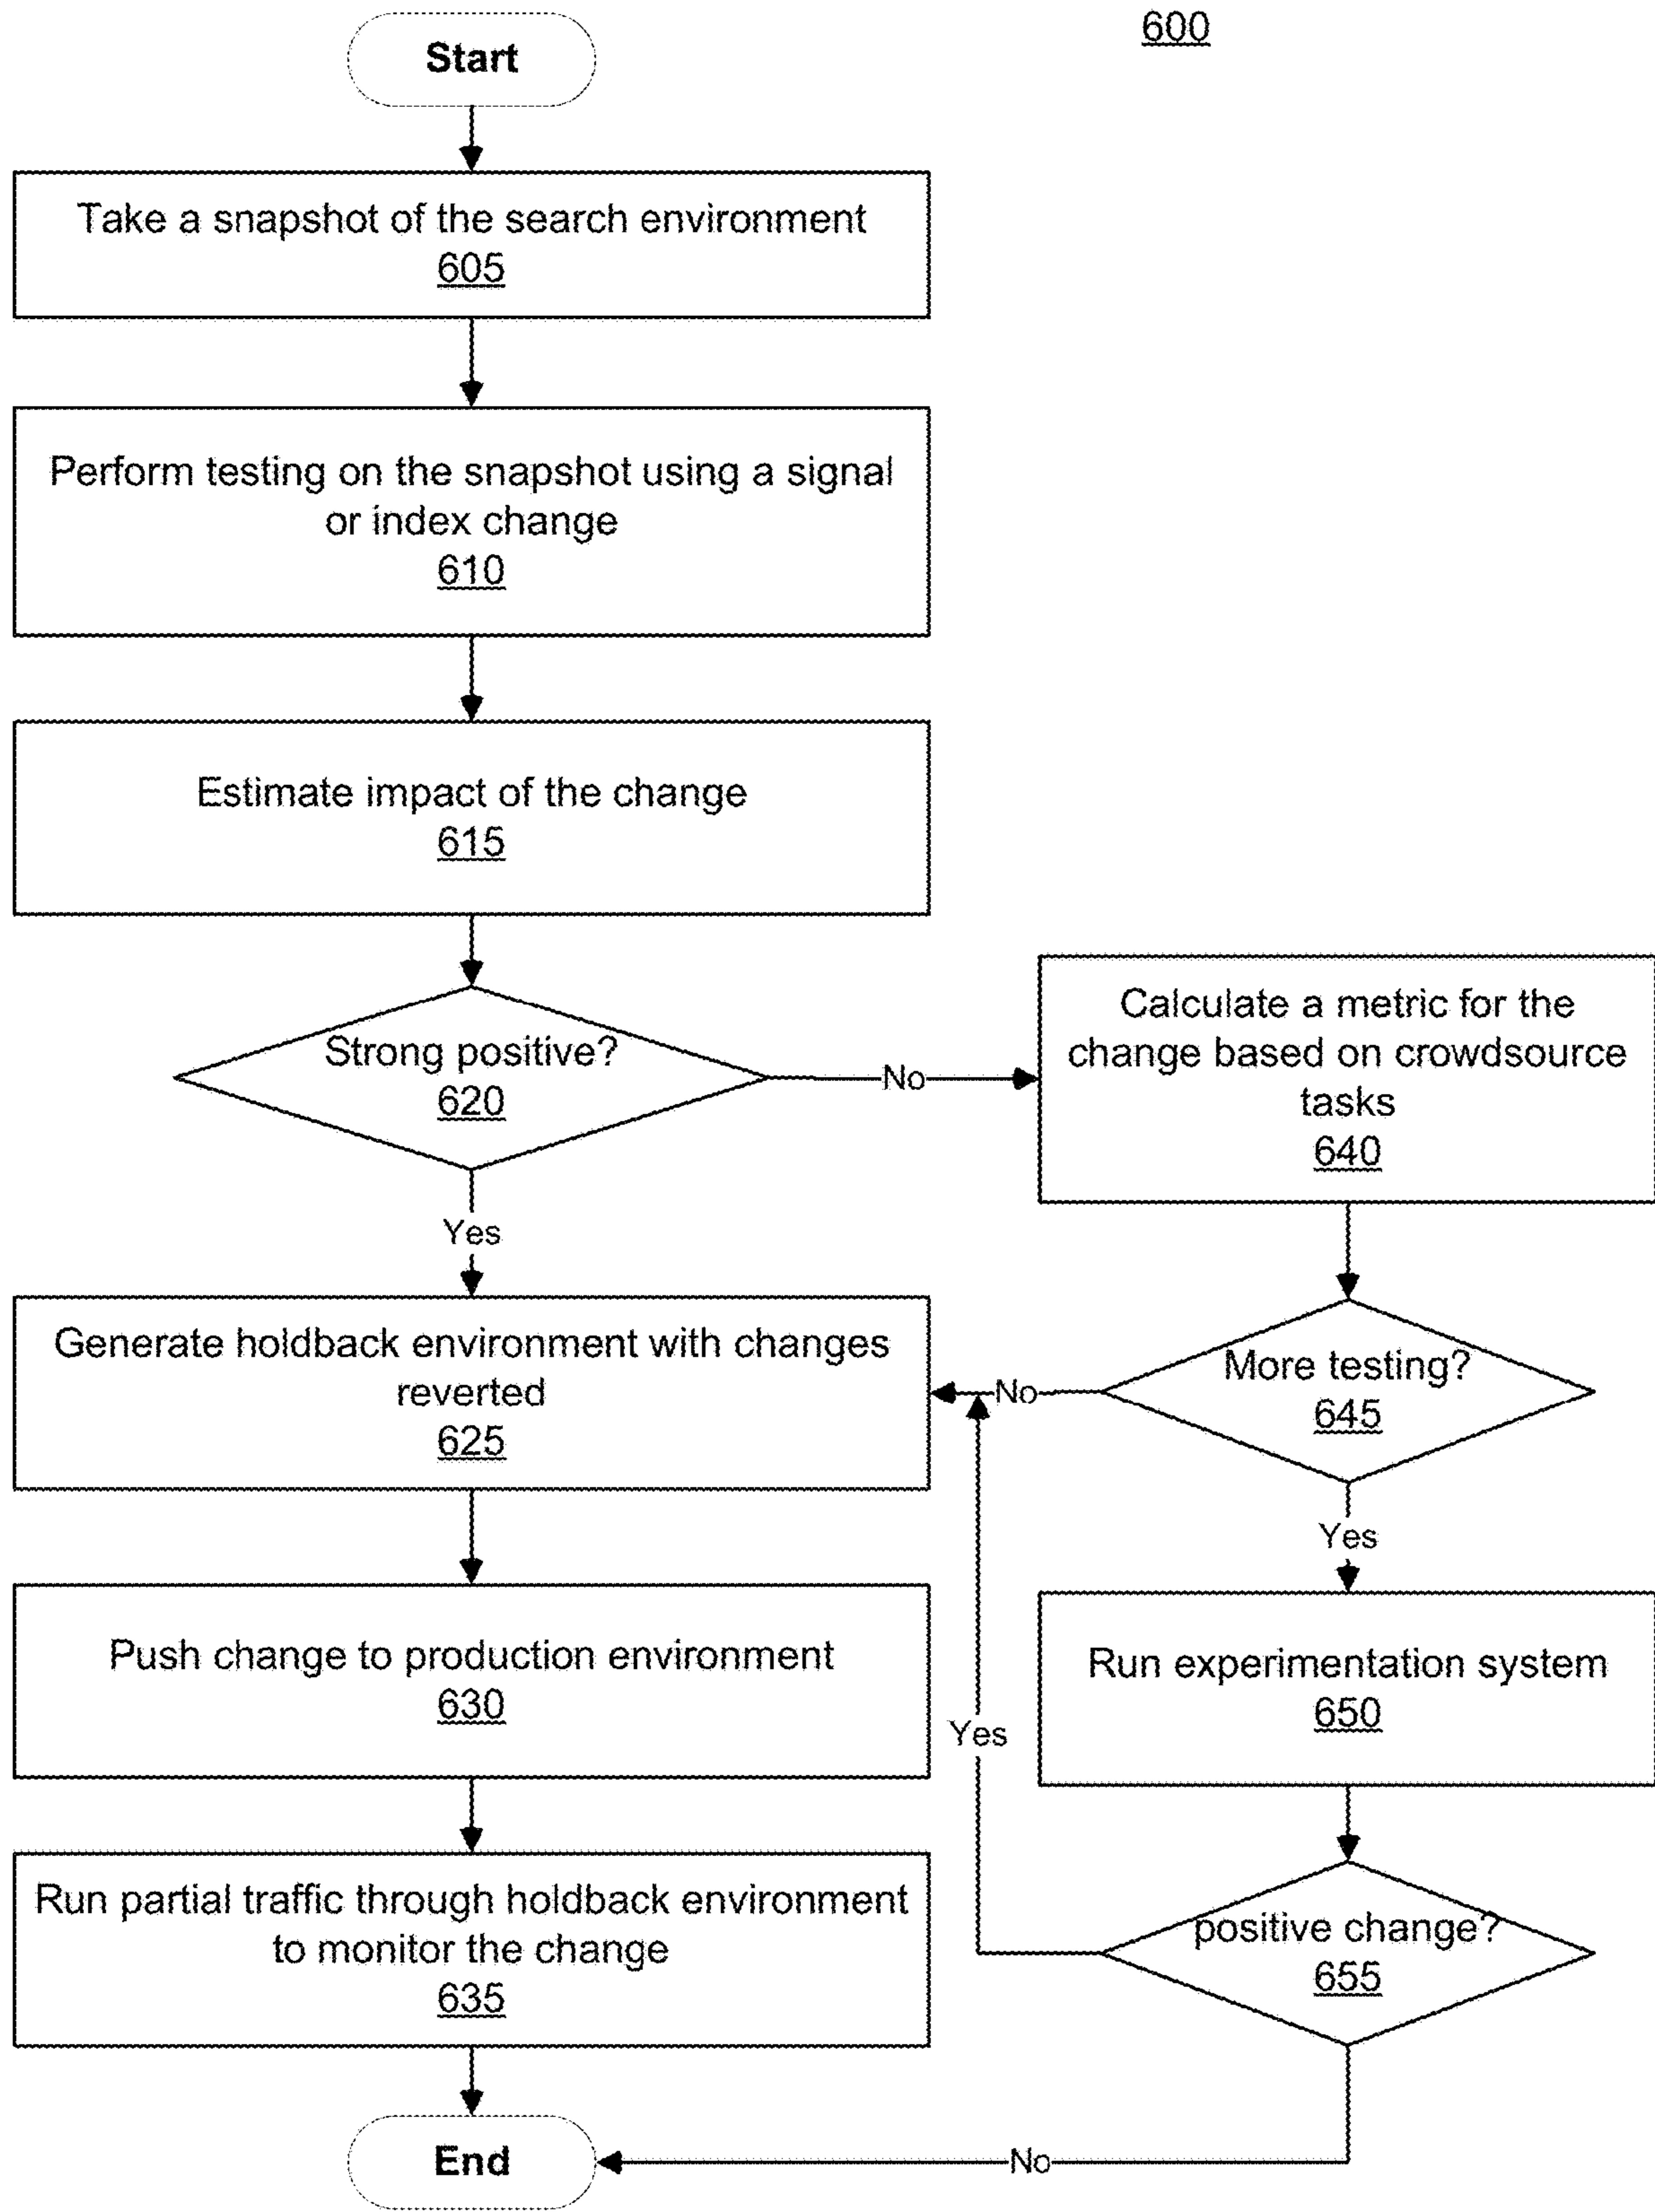 600
Start
Take a snapshot of the search environment
605
Perform testing on the snapshot using a signal
or index change
610
Estimate impact of the change
615
Strong positive?
620
No
Yes
Calculate a metric for the
change based on crowdsource
tasks
640
Generate holdback environment with changes
reverted
625
No
More testing?
645
Yes
Push change to production environment
630
Yes
Run experimentation system
650
Run partial traffic through holdback environment
to monitor the change
635
positive change?
655
End
No